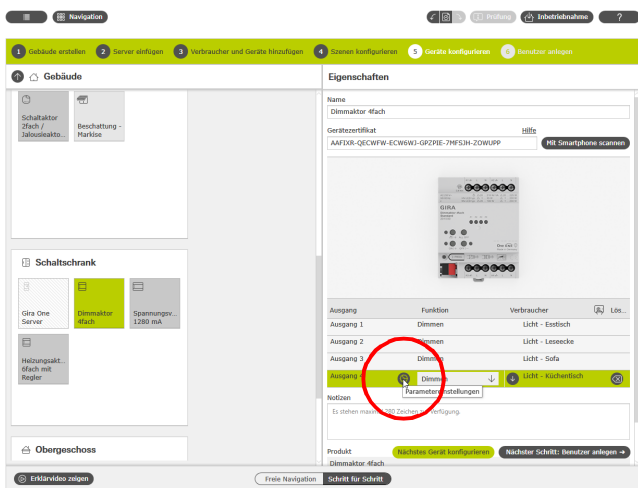 Navigation
Prüfung
Inbetriebnahme
?
1 Gebäude erstellen
2 Server einfügen
3 Verbraucher und Geräte hinzufügen
4 Szenen konfigurieren
5 Geräte konfigurieren
6 Benutzer anlegen
Gebäude
Schaltaktor
2fach /
Jalousieakto...
Beschattung -
Markise
Schaltschrank
Gira One
Server
Dimmaktor
4fach
Spannungsv...
1280 mA
Heizungsakt...
6fach mit
Regler
Obergeschoss
Eigenschaften
Name
Dimmaktor 4fach
Gerätezertifikat
Hilfe
AAFIXR-QECWFW-ECW6WJ-GPZPIE-7MFSJH-ZOWUPP
Mit Smartphone scannen
GIRA
Ausgang Funktion Verbraucher Lös...
Ausgang 1 Dimmen Licht - Esstisch
Ausgang 2 Dimmen Licht - Leseecke
Ausgang 3 Dimmen Licht - Sofa
Ausgang Dimmen Licht - Küchentisch
Parametereinstellungen
Notizen
Es stehen maximal 280 Zeichen zur Verfügung.
Produkt
Nächstes Gerät konfigurieren
Nächster Schritt: Benutzer anlegen →
Dimmaktor 4fach
Erklärvideo zeigen
Freie Navigation
Schritt für Schritt